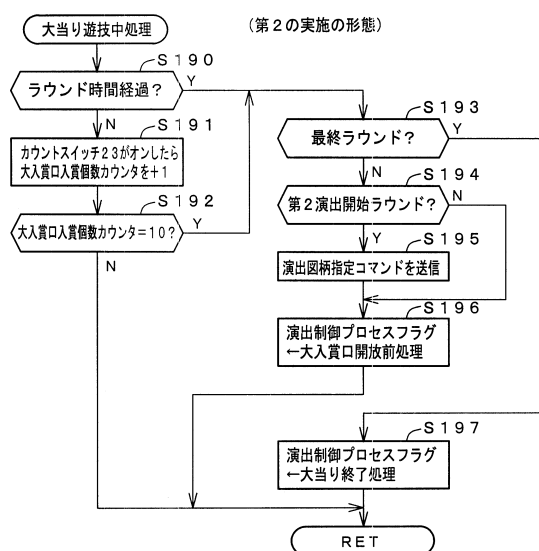 大当り遊技中処理
(第2の実施の形態)
S190
ラウンド時間経過?
Y
N
S191
カウントスイッチ23がオンしたら
大入賞口入賞個数カウンタを+1
S192
大入賞口入賞個数カウンター=10?
Y
N
S193
最終ラウンド?
Y
N
S194
第2演出開始ラウンド?
N
Y
S195
演出図柄指定コマンドを送信
S196
演出制御プロセスフラグ
←大入賞口開放前処理
S197
演出制御プロセスフラグ
←大当り終了処理
RET